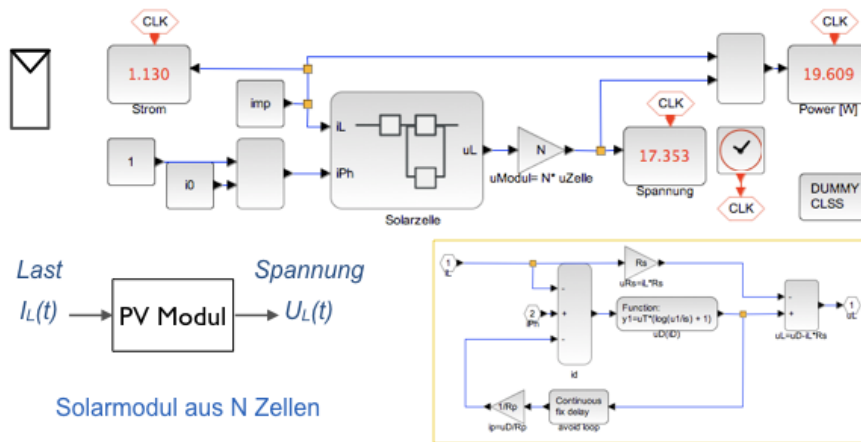 CLK
CLK
1.130
Strom
imp
19.609
Power [W]
CLK
1
i0
iL
iPh
uL
Solarzelle
N
uModul= N* uZelle
17.353
Spannung
CLK
DUMMY
CLSS
Last
IL(t)
PV Modul
Spannung
UL(t)
Solarmodul aus N Zellen
1
iL
Rs
uRs=iL*Rs
-
+
-
2
iPh
id
Function:
y1=uT*(log(u1/is) + 1)
uD(iD)
-
+
uL=uD-iL*Rs
1
uL
1/Rp
ip=uD/Rp
Continuous
fix delay
avoid loop